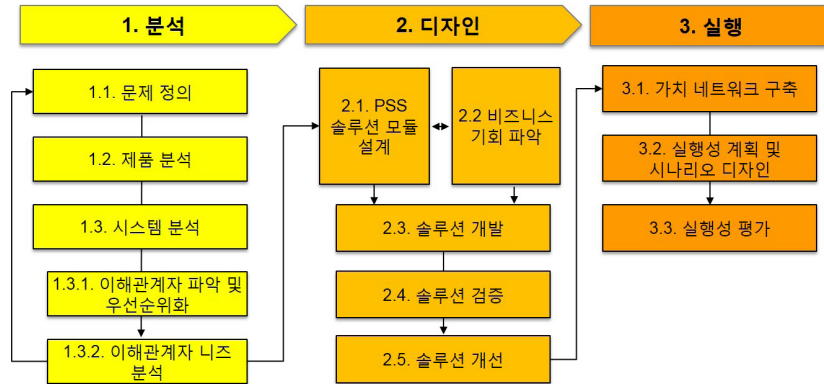 1. 분석
2. 디자인
3. 실행
1.1. 문제 정의
1.2. 제품 분석
1.3. 시스템 분석
1.3.1. 이해관계자 파악 및
우선순위화
1.3.2. 이해관계자 니즈
분석
2.1. PSS
솔루션 모듈
설계
2.2 비즈니스
기회 파악
2.3. 솔루션 개발
2.4. 솔루션 검증
2.5. 솔루션 개선
3.1. 가치 네트워크 구축
3.2. 실행성 계획 및
시나리오 디자인
3.3. 실행성 평가